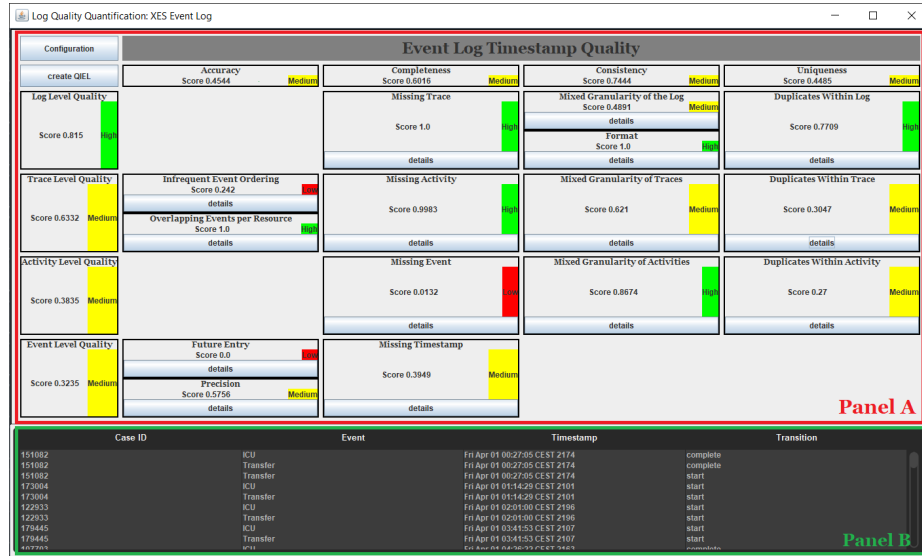 Log Quality Quantification: XES Event Log
Configuration
Event Log Timestamp Quality
create QIEL
Accuracy
Score 0.4544
Medium
Completeness
Score 0.6016
Medium
Consistency
Score 0.7444
Medium
Uniqueness
Score 0.4485
Medium
Log Level Quality
Score 0.815
High
Missing Trace
Score 1.0
High
details
Mixed Granularity of the Log
Score 0.4891
Medium
details
Format
Score 1.0
High
details
Duplicates Within Log
Score 0.7709
High
details
Trace Level Quality
Score 0.6332
Medium
Infrequent Event Ordering
Score 0.242
Low
details
Overlapping Events per Resource
Score 1.0
High
details
Missing Activity
Score 0.9983
High
details
Mixed Granularity of Traces
Score 0.621
Medium
details
Duplicates Within Trace
Score 0.3047
Medium
details
Activity Level Quality
Score 0.3835
Medium
Missing Event
Score 0.0132
Low
details
Mixed Granularity of Activities
Score 0.8674
High
details
Duplicates Within Activity
Score 0.27
Medium
details
Event Level Quality
Score 0.3235
Medium
Future Entry
Score 0.0
Low
details
Precision
Score 0.5756
Medium
details
Missing Timestamp
Score 0.3949
Medium
details
Panel A
Case ID Event Timestamp Transition
151082 ICU Fri Apr 01 00:27:05 CEST 2174 complete
151082 Transfer Fri Apr 01 00:27:05 CEST 2174 complete
151082 Transfer Fri Apr 01 00:27:05 CEST 2174 start
173004 ICU Fri Apr 01 01:14:29 CEST 2101 start
173004 Transfer Fri Apr 01 01:14:29 CEST 2101 start
122933 ICU Fri Apr 01 02:01:00 CEST 2196 start
122933 Transfer Fri Apr 01 02:01:00 CEST 2196 start
179445 ICU Fri Apr 01 03:41:53 CEST 2107 start
179445 Transfer Fri Apr 01 03:41:53 CEST 2107 start
ICU Fri Apr 01 complete
Panel B